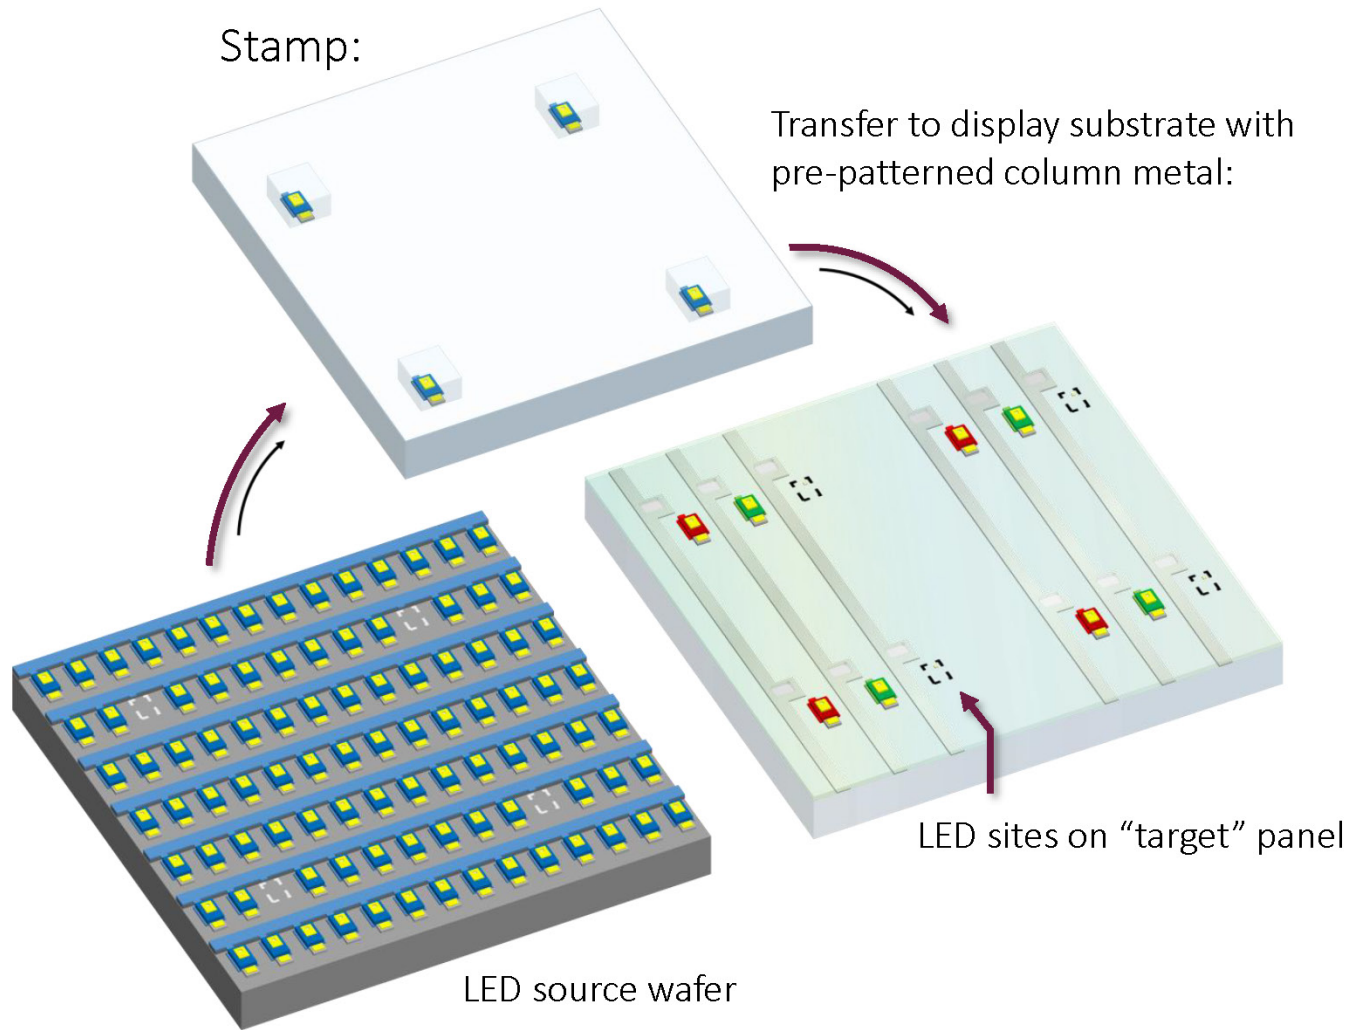 Stamp:
Transfer to display substrate with
pre-patterned column metal:
LED sites on “target” panel
LED source wafer